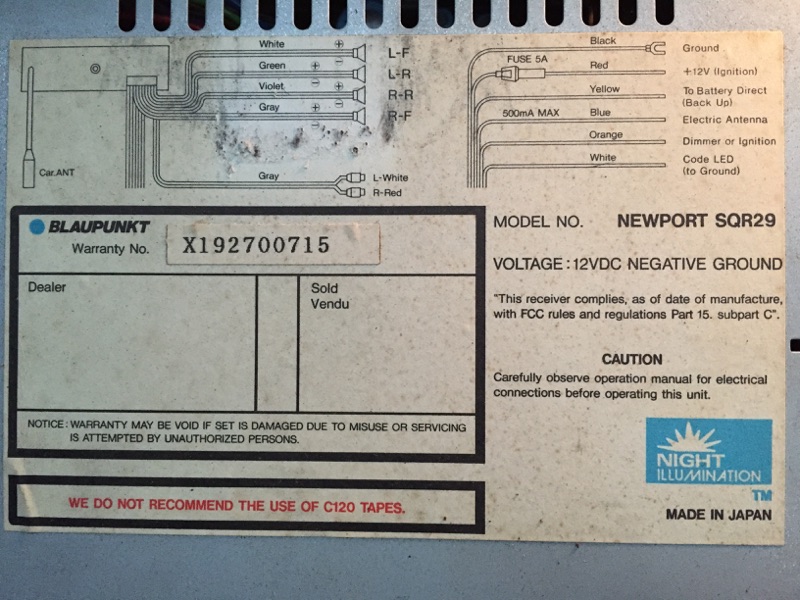 White + L-F
Green + − L-R
Violet + − R-R
Gray + − R-F
Car.ANT
Gray L-White
R-Red
Black Ground
FUSE 5A Red +12V (Ignition)
Yellow To Battery Direct
(Back Up)
500mA MAX Blue Electric Antenna
Orange Dimmer or Ignition
White Code LED
(to Ground)
BLAUPUNKT
Warranty No. X192700715
Dealer
Sold
Vendu
NOTICE: WARRANTY MAY BE VOID IF SET IS DAMAGED DUE TO MISUSE OR SERVICING
IS ATTEMPTED BY UNAUTHORIZED PERSONS.
WE DO NOT RECOMMEND THE USE OF C120 TAPES.
MODEL NO. NEWPORT SQR29
VOLTAGE: 12VDC NEGATIVE GROUND
"This receiver complies, as of date of manufacture,
with FCC rules and regulations Part 15. subpart C".
CAUTION
Carefully observe operation manual for electrical
connections before operating this unit.
NIGHT
ILLUMINATION
TM
MADE IN JAPAN